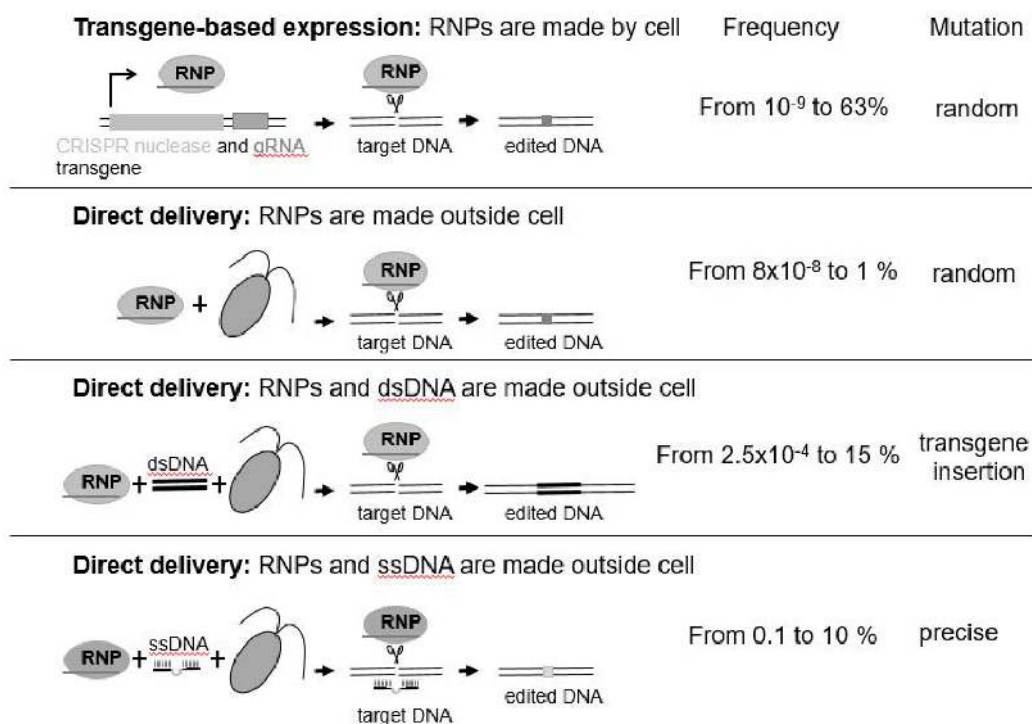 Transgene-based expression: RNPs are made by cell Frequency Mutation
RNP RNP
From 10⁻⁹ to 63% random
CRISPR nuclease and gRNA target DNA edited DNA
transgene
Direct delivery: RNPs are made outside cell
RNP
From 8x10⁻⁸ to 1 % random
RNP +
target DNA edited DNA
Direct delivery: RNPs and dsDNA are made outside cell
RNP
From 2.5x10⁻⁴ to 15 % transgene
insertion
dsDNA
RNP + +
target DNA edited DNA
Direct delivery: RNPs and ssDNA are made outside cell
RNP
From 0.1 to 10 % precise
ssDNA
RNP + +
edited DNA
target DNA